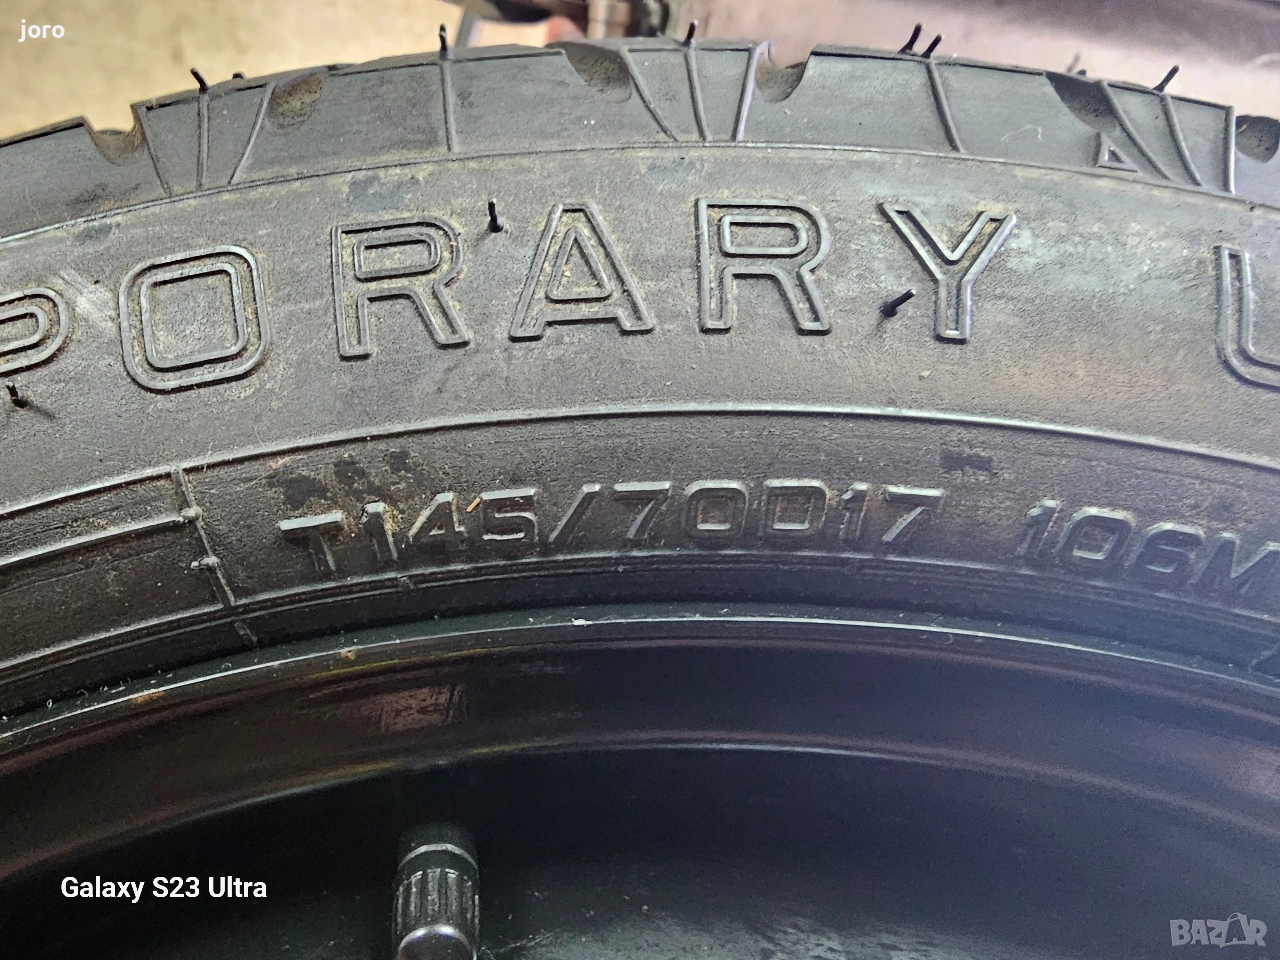 joro
PORARY U
T145/70D17 106M
Galaxy S23 Ultra
BAZAR